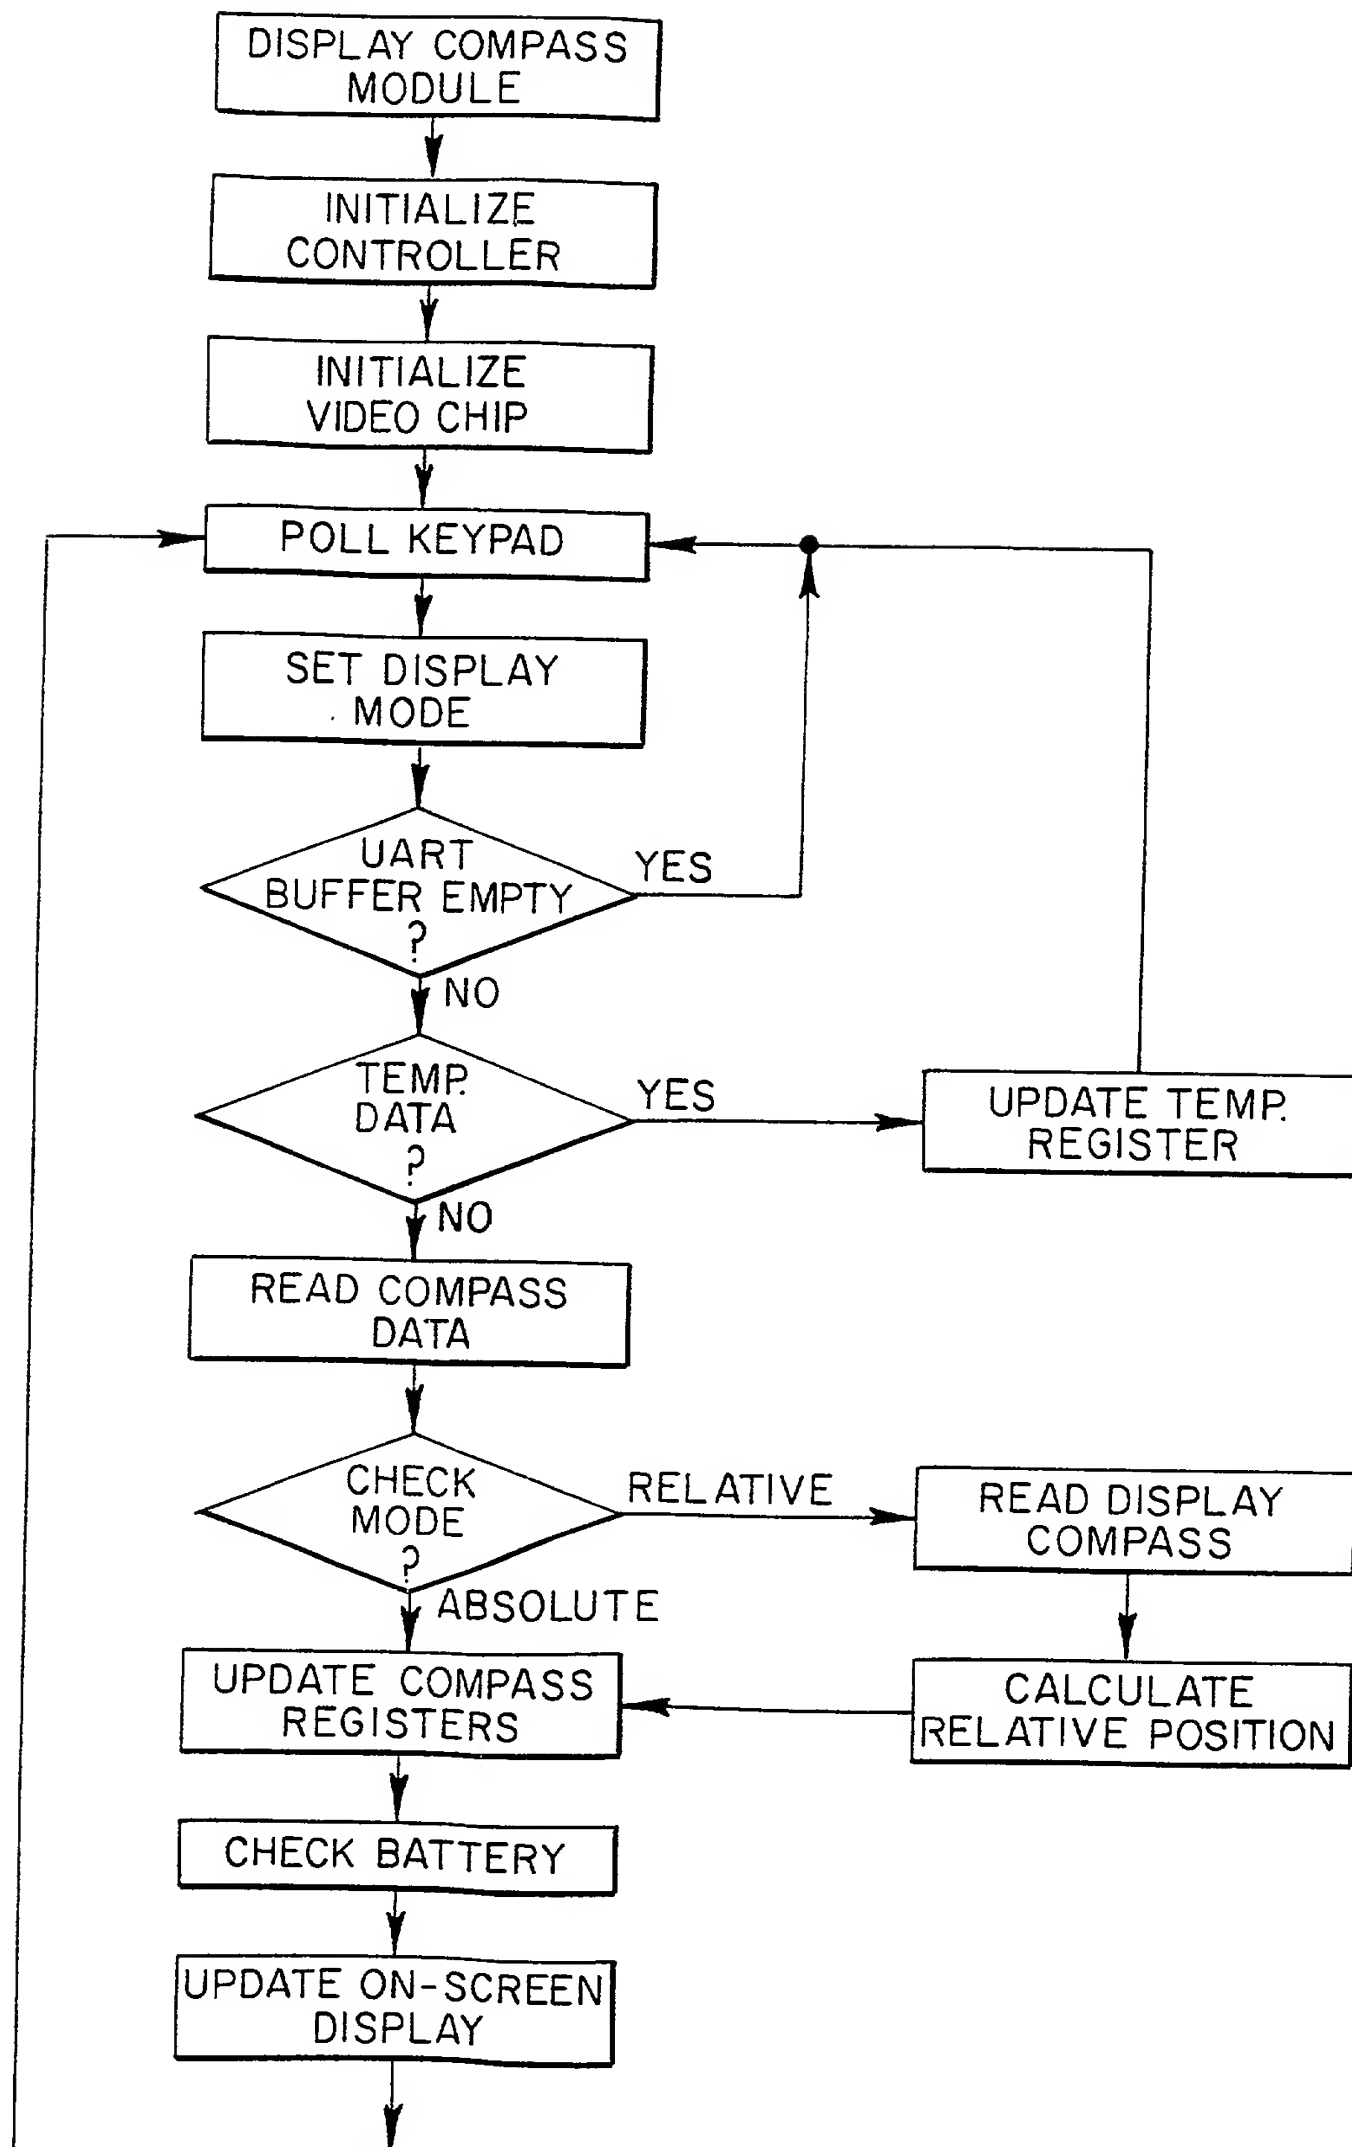 DISPLAY COMPASS
MODULE
INITIALIZE
CONTROLLER
INITIALIZE
VIDEO CHIP
POLL KEYPAD
SET DISPLAY
MODE
UART
BUFFER EMPTY
?
YES
NO
TEMP.
DATA
?
YES
UPDATE TEMP.
REGISTER
NO
READ COMPASS
DATA
CHECK
MODE
?
RELATIVE
READ DISPLAY
COMPASS
ABSOLUTE
UPDATE COMPASS
REGISTERS
CALCULATE
RELATIVE POSITION
CHECK BATTERY
UPDATE ON-SCREEN
DISPLAY